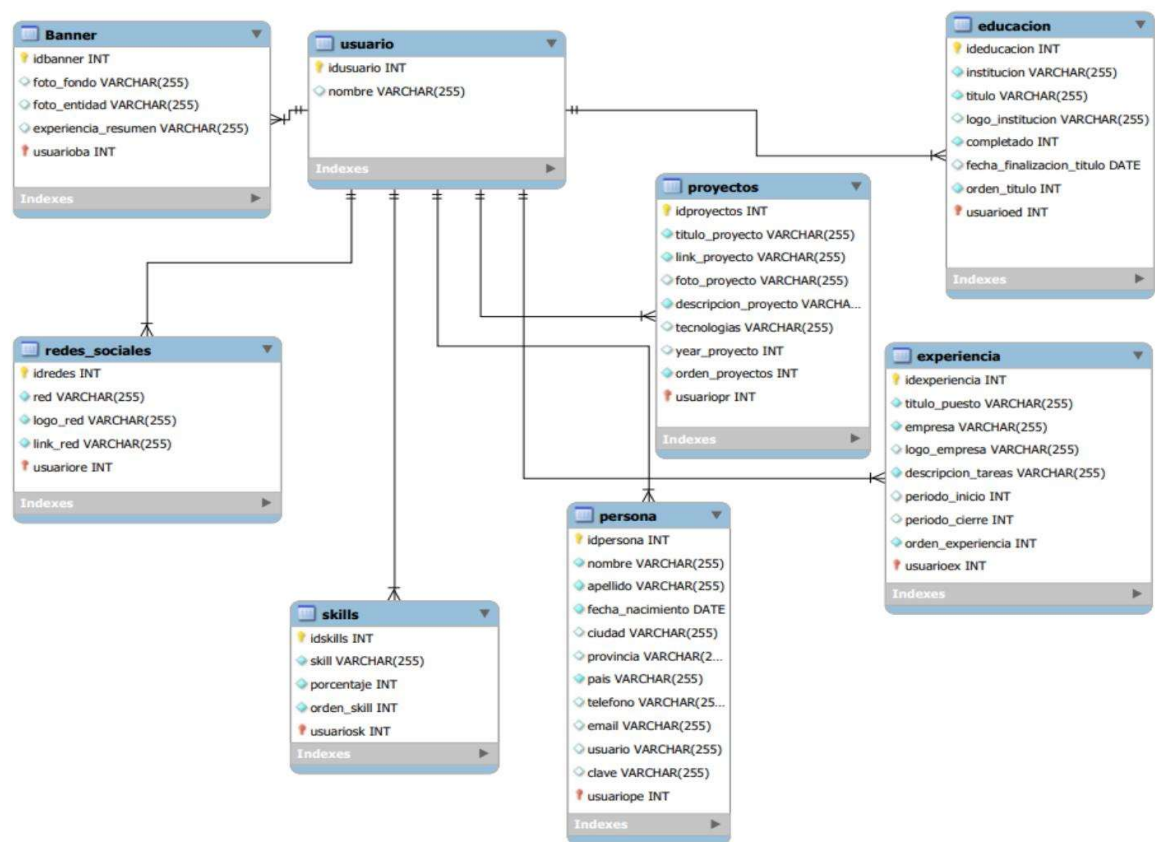 Banner
idbanner INT
foto_fondo VARCHAR(255)
foto_entidad VARCHAR(255)
experiencia_resumen VARCHAR(255)
usuarioba INT
Indexes
usuario
idusuario INT
nombre VARCHAR(255)
Indexes
educacion
ideducacion INT
institucion VARCHAR(255)
titulo VARCHAR(255)
logo_institucion VARCHAR(255)
completado INT
fecha_finalizacion_titulo DATE
orden_titulo INT
usuarioed INT
Indexes
proyectos
idproyectos INT
titulo_proyecto VARCHAR(255)
link_proyecto VARCHAR(255)
foto_proyecto VARCHAR(255)
descripcion_proyecto VARCHA...
tecnologias VARCHAR(255)
year_proyecto INT
orden_proyectos INT
usuariopr INT
Indexes
redes_sociales
idredes INT
red VARCHAR(255)
logo_red VARCHAR(255)
link_red VARCHAR(255)
usuariore INT
Indexes
experiencia
idexperiencia INT
titulo_puesto VARCHAR(255)
empresa VARCHAR(255)
logo_empresa VARCHAR(255)
descripcion_tareas VARCHAR(255)
periodo_inicio INT
periodo_cierre INT
orden_experiencia INT
usuarioex INT
Indexes
persona
idpersona INT
nombre VARCHAR(255)
apellido VARCHAR(255)
fecha_nacimiento DATE
ciudad VARCHAR(255)
provincia VARCHAR(2...
pais VARCHAR(255)
telefono VARCHAR(25...
email VARCHAR(255)
usuario VARCHAR(255)
clave VARCHAR(255)
usuariope INT
Indexes
skills
idskills INT
skill VARCHAR(255)
porcentaje INT
orden_skill INT
usuariosk INT
Indexes